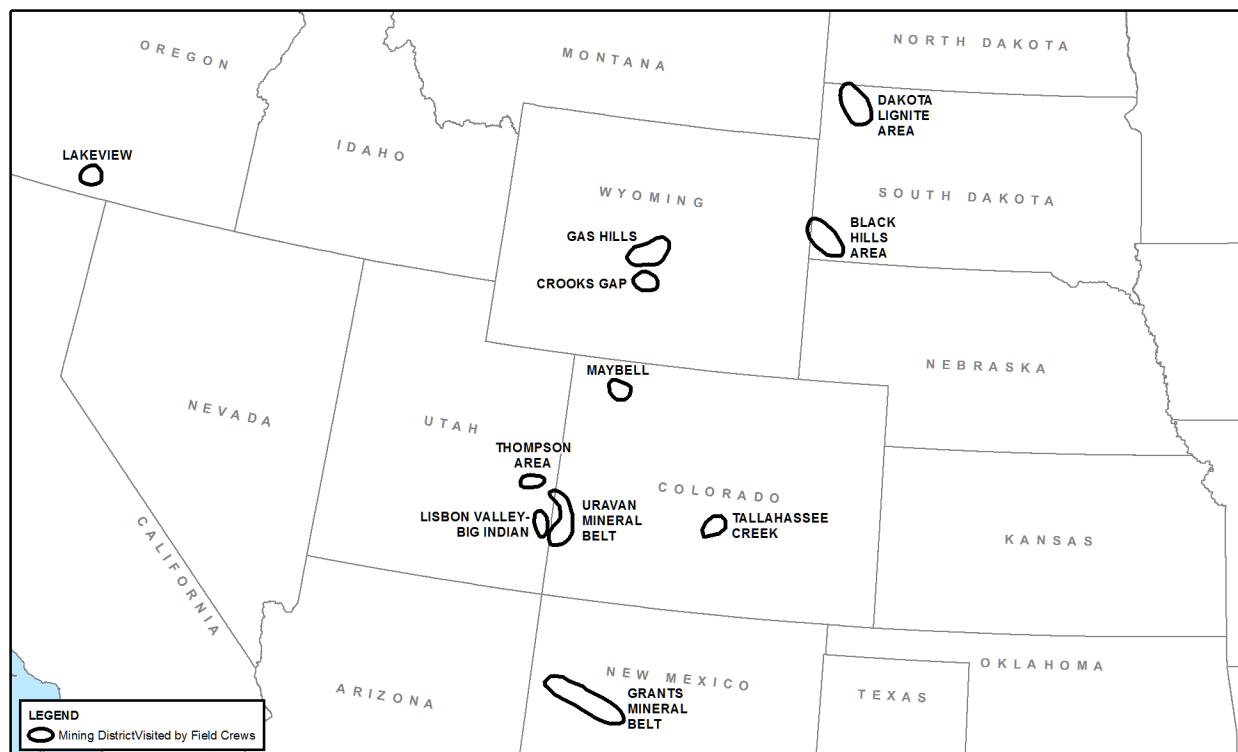 OREGON
MONTANA
NORTH DAKOTA
DAKOTA
LIGNITE
AREA
LAKEVIEW
IDAHO
WYOMING
SOUTH DAKOTA
BLACK
HILLS
AREA
GAS HILLS
CROOKS GAP
MAYBELL
NEBRASKA
NEVADA
UTAH
THOMPSON
AREA
COLORADO
LISBON VALLEY-
BIG INDIAN
URAVAN
MINERAL
BELT
TALLAHASSEE
CREEK
KANSAS
CALIFORNIA
ARIZONA
NEW MEXICO
GRANTS
MINERAL
BELT
OKLAHOMA
TEXAS
LEGEND
Mining DistrictVisited by Field Crews